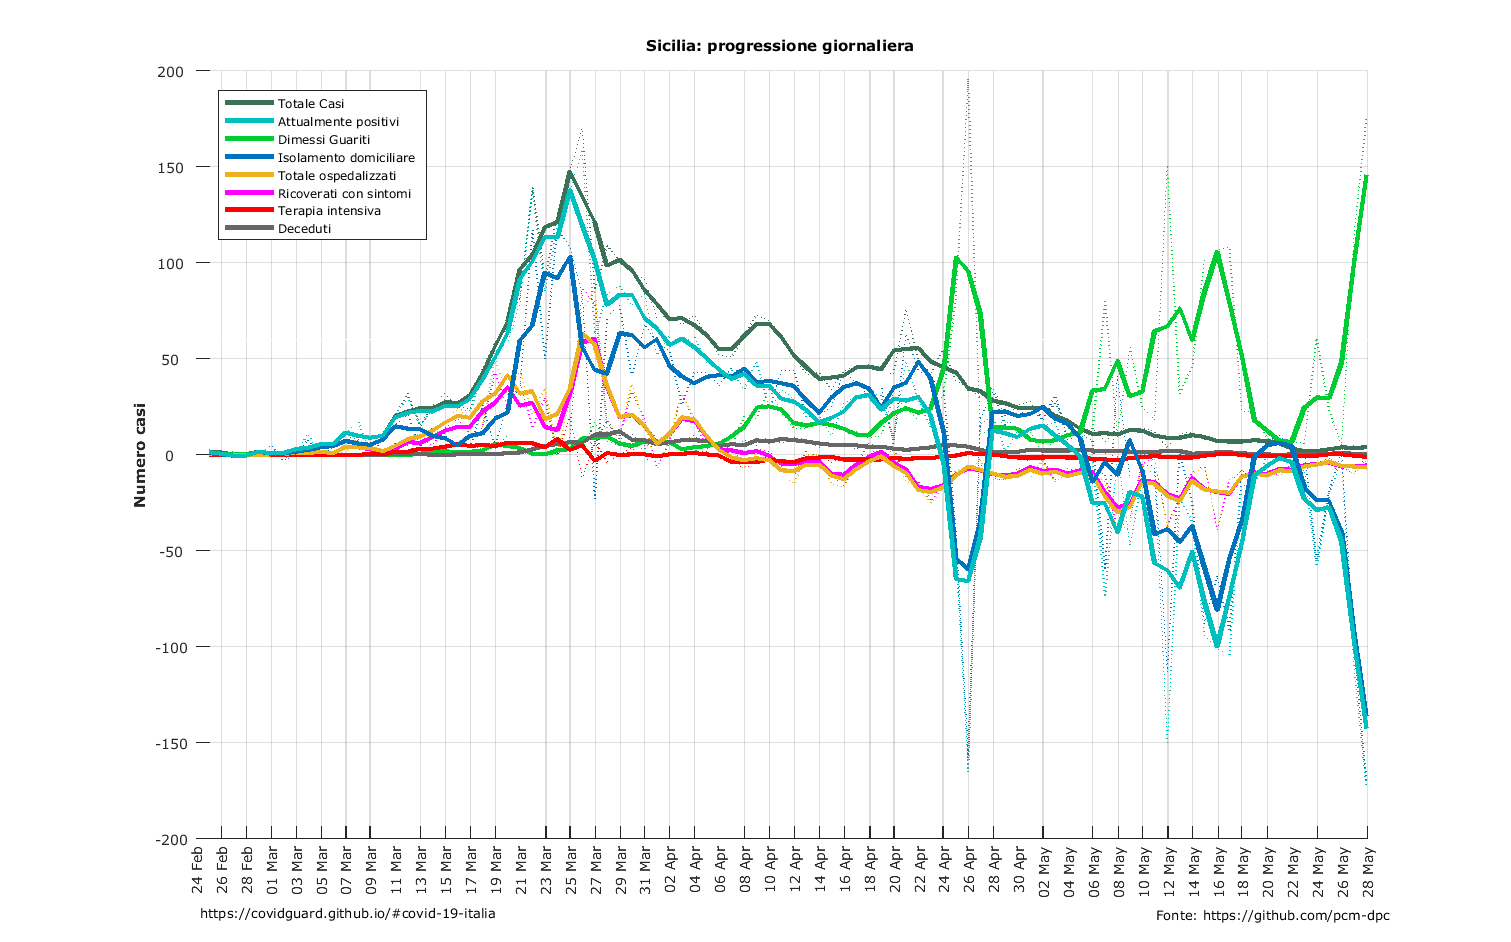 Sicilia: progressione giornaliera
200
150
100
50
0
-50
-100
-150
-200
Numero casi
Totale Casi
Attualmente positivi
Dimessi Guariti
Isolamento domiciliare
Totale ospedalizzati
Ricoverati con sintomi
Terapia intensiva
Deceduti
24 Feb
26 Feb
28 Feb
01 Mar
03 Mar
05 Mar
07 Mar
09 Mar
11 Mar
13 Mar
15 Mar
17 Mar
19 Mar
21 Mar
23 Mar
25 Mar
27 Mar
29 Mar
31 Mar
02 Apr
04 Apr
06 Apr
08 Apr
10 Apr
12 Apr
14 Apr
16 Apr
18 Apr
20 Apr
22 Apr
24 Apr
26 Apr
28 Apr
30 Apr
02 May
04 May
06 May
08 May
10 May
12 May
14 May
16 May
18 May
20 May
22 May
24 May
26 May
28 May
https://covidguard.github.io/#covid-19-italia
Fonte: https://github.com/pcm-dpc